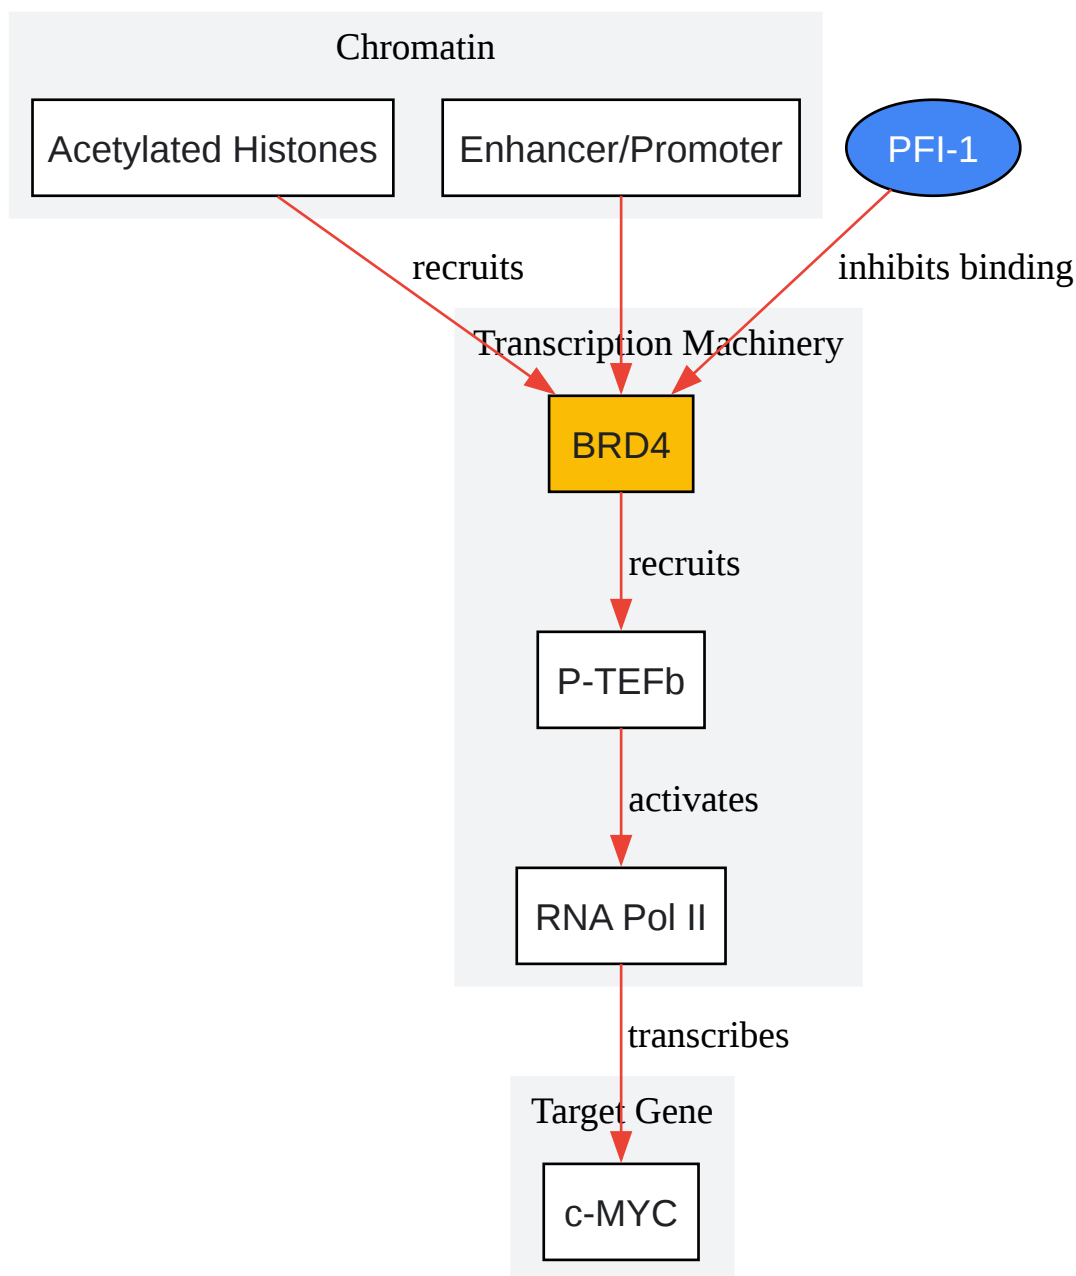 Chromatin
Acetylated Histones
Enhancer/Promoter
PFI-1
recruits
inhibits binding
Transcription Machinery
BRD4
recruits
P-TEFb
activates
RNA Pol II
transcribes
Target Gene
c-MYC